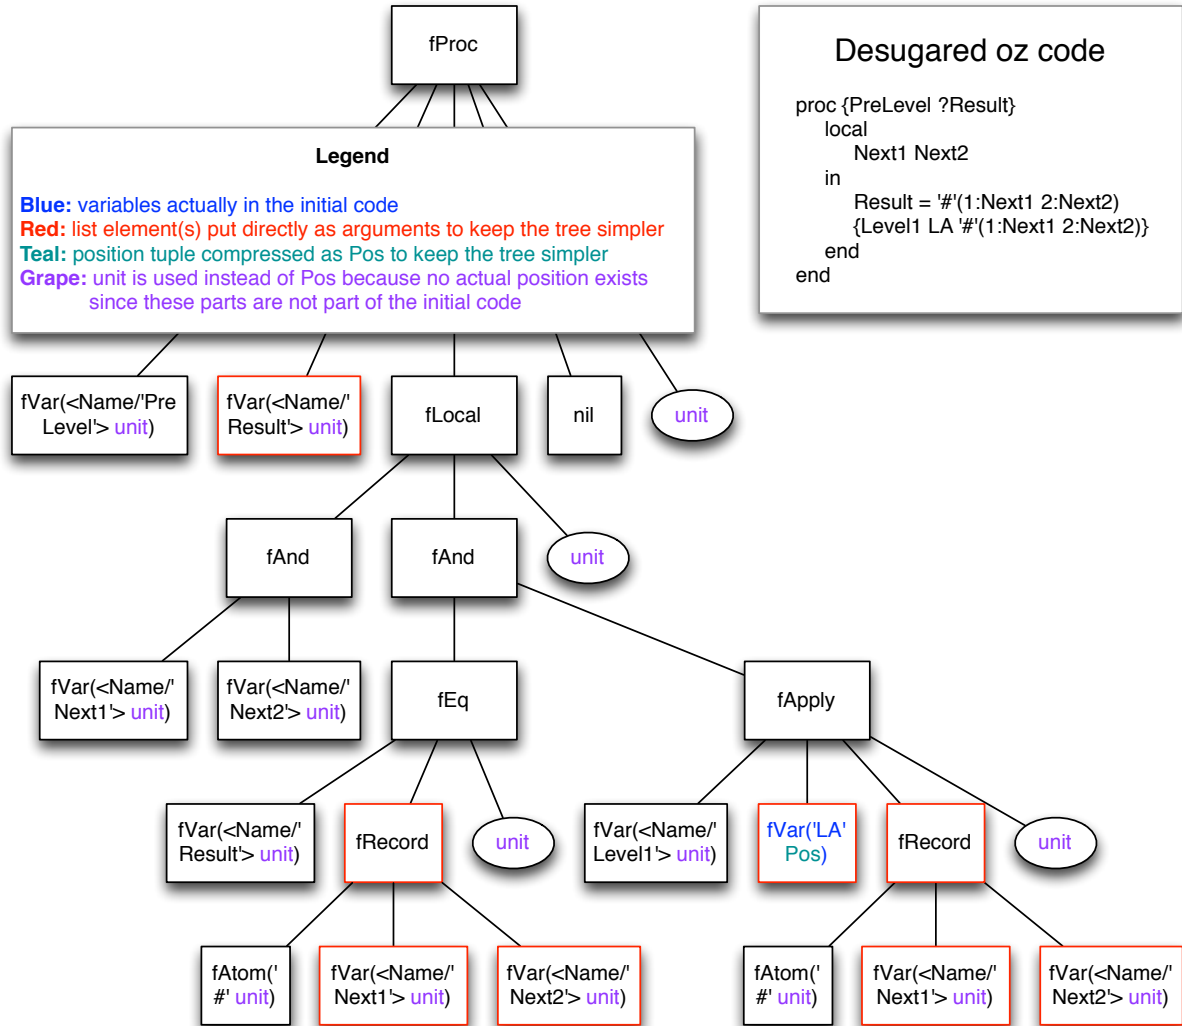 fProc
Desugared oz code
proc {PreLevel ?Result}
local
Next1 Next2
in
Result = '#'(1:Next1 2:Next2)
{Level1 LA '#'(1:Next1 2:Next2)}
end
end
Legend
Blue: variables actually in the initial code
Red: list element(s) put directly as arguments to keep the tree simpler
Teal: position tuple compressed as Pos to keep the tree simpler
Grape: unit is used instead of Pos because no actual position exists
since these parts are not part of the initial code
fVar(<Name/'Pre
Level'> unit)
fVar(<Name/'
Result'> unit)
fLocal
nil
unit
fAnd
fAnd
unit
fVar(<Name/'
Next1'> unit)
fVar(<Name/'
Next2'> unit)
fEq
fApply
fVar(<Name/'
Result'> unit)
fRecord
unit
fVar(<Name/'
Level1'> unit)
fVar('LA'
Pos)
fRecord
unit
fAtom('
#' unit)
fVar(<Name/'
Next1'> unit)
fVar(<Name/'
Next2'> unit)
fAtom('
#' unit)
fVar(<Name/'
Next1'> unit)
fVar(<Name/'
Next2'> unit)